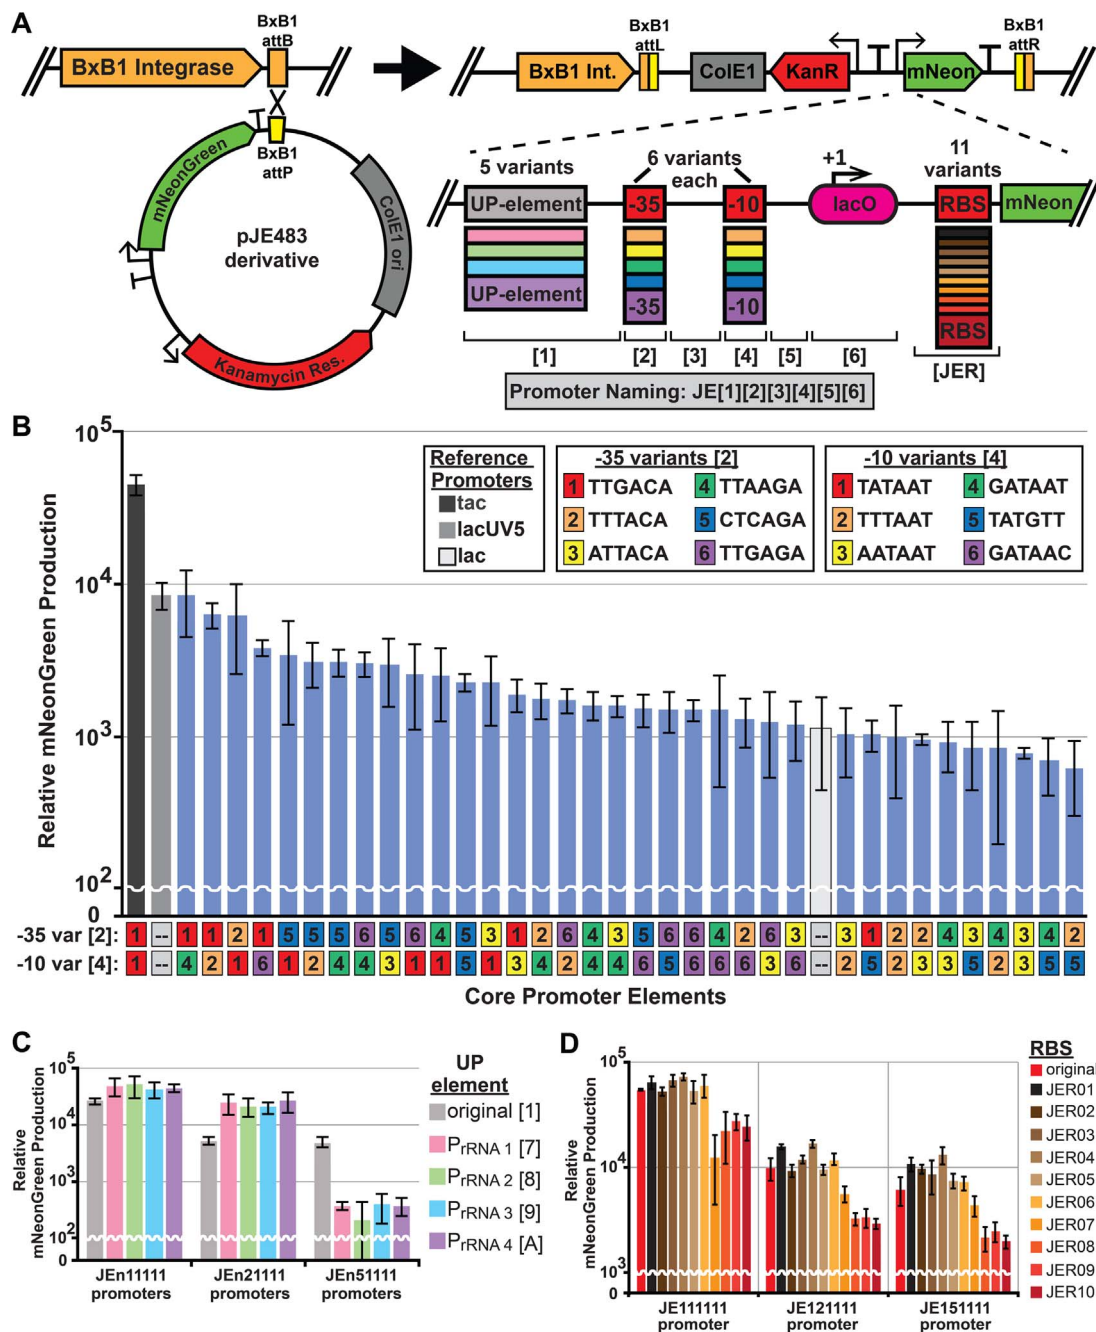 A
BxB1
attB
BxB1 Integrase
BxB1
attP
mNeonGreen
ColE1 ori
pJE483
derivative
Kanamycin Res.
BxB1
attL
BxB1
attR
BxB1 Int.
ColE1
KanR
mNeon
5 variants
6 variants
each
+1
11
variants
UP-element
-35
-10
lacO
RBS
mNeon
UP-element
-35
-10
RBS
[1]
[2]
[3]
[4]
[5]
[6]
[JER]
Promoter Naming: JE[1][2][3][4][5][6]
B
Relative mNeonGreen Production
10^5
10^4
10^3
10^2
0
Reference
Promoters
tac
lacUV5
lac
-35 variants [2]
1 TTGACA 4 TTAAGA
2 TTTACA 5 CTCAGA
3 ATTACA 6 TTGAGA
-10 variants [4]
1 TATAAT 4 GATAAT
2 TTTAAT 5 TATGTT
3 AATAAT 6 GATAAC
-35 var [2]: 1 -- 1 1 2 1 5 5 5 6 5 6 4 5 3 1 2 6 4 3 5 6 6 4 2 6 3 -- 3 1 2 2 4 3 4 3 4 2
-10 var [4]: 1 -- 4 2 1 6 1 2 4 4 3 1 1 5 1 3 4 2 4 4 6 5 6 6 6 3 6 -- 2 5 2 3 3 5 2 3 5 5
Core Promoter Elements
C
Relative
mNeonGreen Production
10^5
10^4
10^3
10^2
0
JEn11111
promoters
JEn21111
promoters
JEn51111
promoters
UP
element
original [1]
PrRNA 1 [7]
PrRNA 2 [8]
PrRNA 3 [9]
PrRNA 4 [A]
D
Relative
mNeonGreen Production
10^5
10^4
10^3
0
JE111111
promoter
JE121111
promoter
JE151111
promoter
RBS
original
JER01
JER02
JER03
JER04
JER05
JER06
JER07
JER08
JER09
JER10